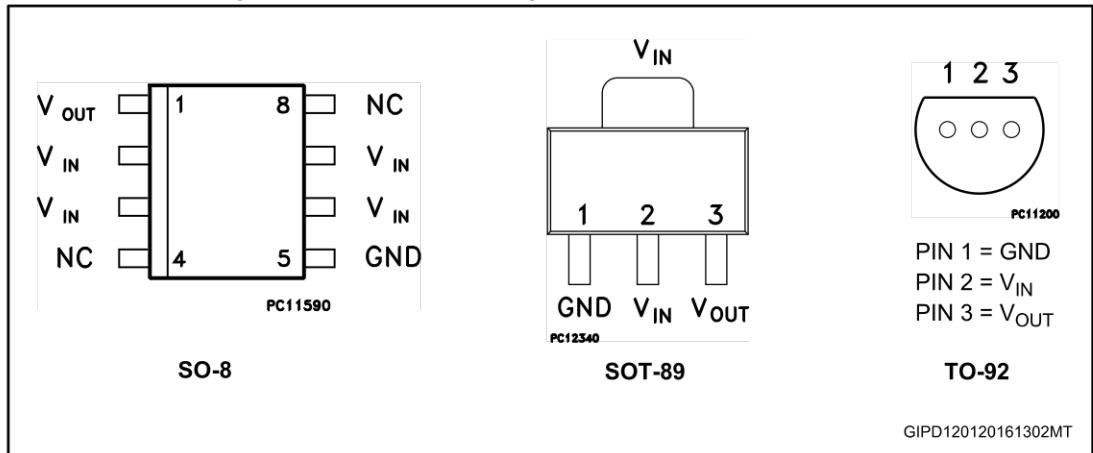 V OUT 1 8 NC
V IN V IN
V IN V IN
NC 4 5 GND
PC11590
SO-8
V IN
1 2 3
GND V IN V OUT
PC12340
SOT-89
1 2 3
PC11200
PIN 1 = GND
PIN 2 = VIN
PIN 3 = VOUT
TO-92
GIPD120120161302MT